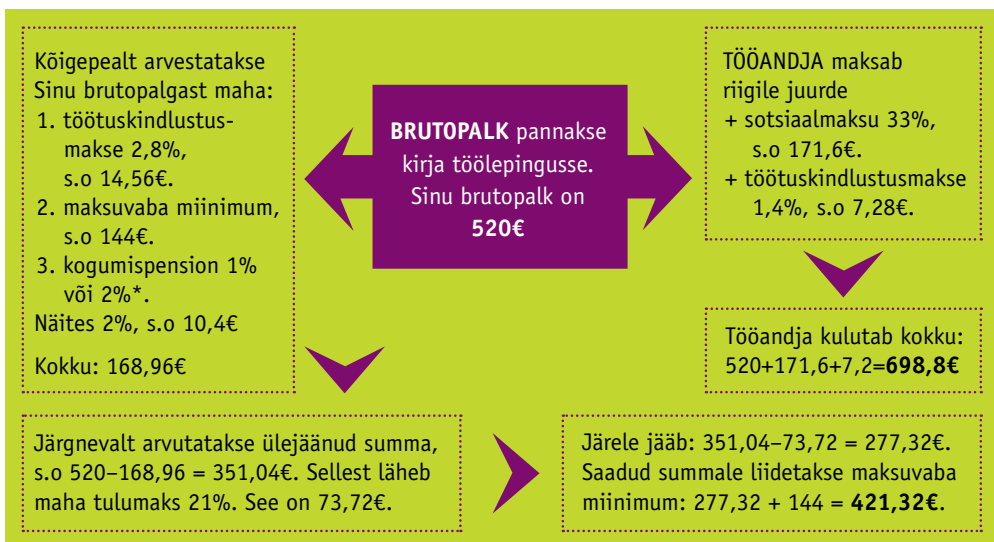 Kõigepealt arvestatakse
Sinu brutopalgast maha:
1. töötuskindlustus-
makse 2,8%,
s.o 14,56€.
2. maksuvaba miinimum,
s.o 144€.
3. kogumispension 1%
või 2%*.
Näites 2%, s.o 10,4€
Kokku: 168,96€
BRUTOPALK pannakse
kirja töölepingusse.
Sinu brutopalk on
520€
TÖÖANDJA maksab
riigile juurde
+ sotsiaalmaksu 33%,
s.o 171,6€.
+ töötuskindlustusmakse
1,4%, s.o 7,28€.
Tööandja kulutab kokku:
520+171,6+7,2=698,8€
Järgnevalt arvutatakse ülejäänud summa,
s.o 520–168,96 = 351,04€. Sellest läheb
maha tulumaks 21%. See on 73,72€.
Järele jääb: 351,04–73,72 = 277,32€.
Saadud summale liidetakse maksuvaba
miinimum: 277,32 + 144 = 421,32€.